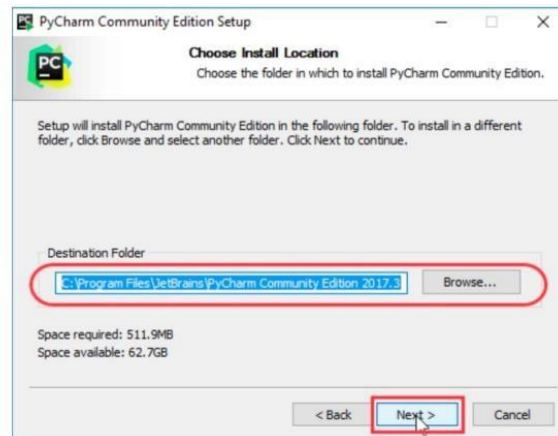 PyCharm Community Edition Setup
PC
Choose Install Location
Choose the folder in which to install PyCharm Community Edition.
Setup will install PyCharm Community Edition in the following folder. To install in a different
folder, click Browse and select another folder. Click Next to continue.
Destination Folder
C:\Program Files\JetBrains\PyCharm Community Edition 2017.3
Browse...
Space required: 511.9MB
Space available: 62.7GB
< Back
Next >
Cancel